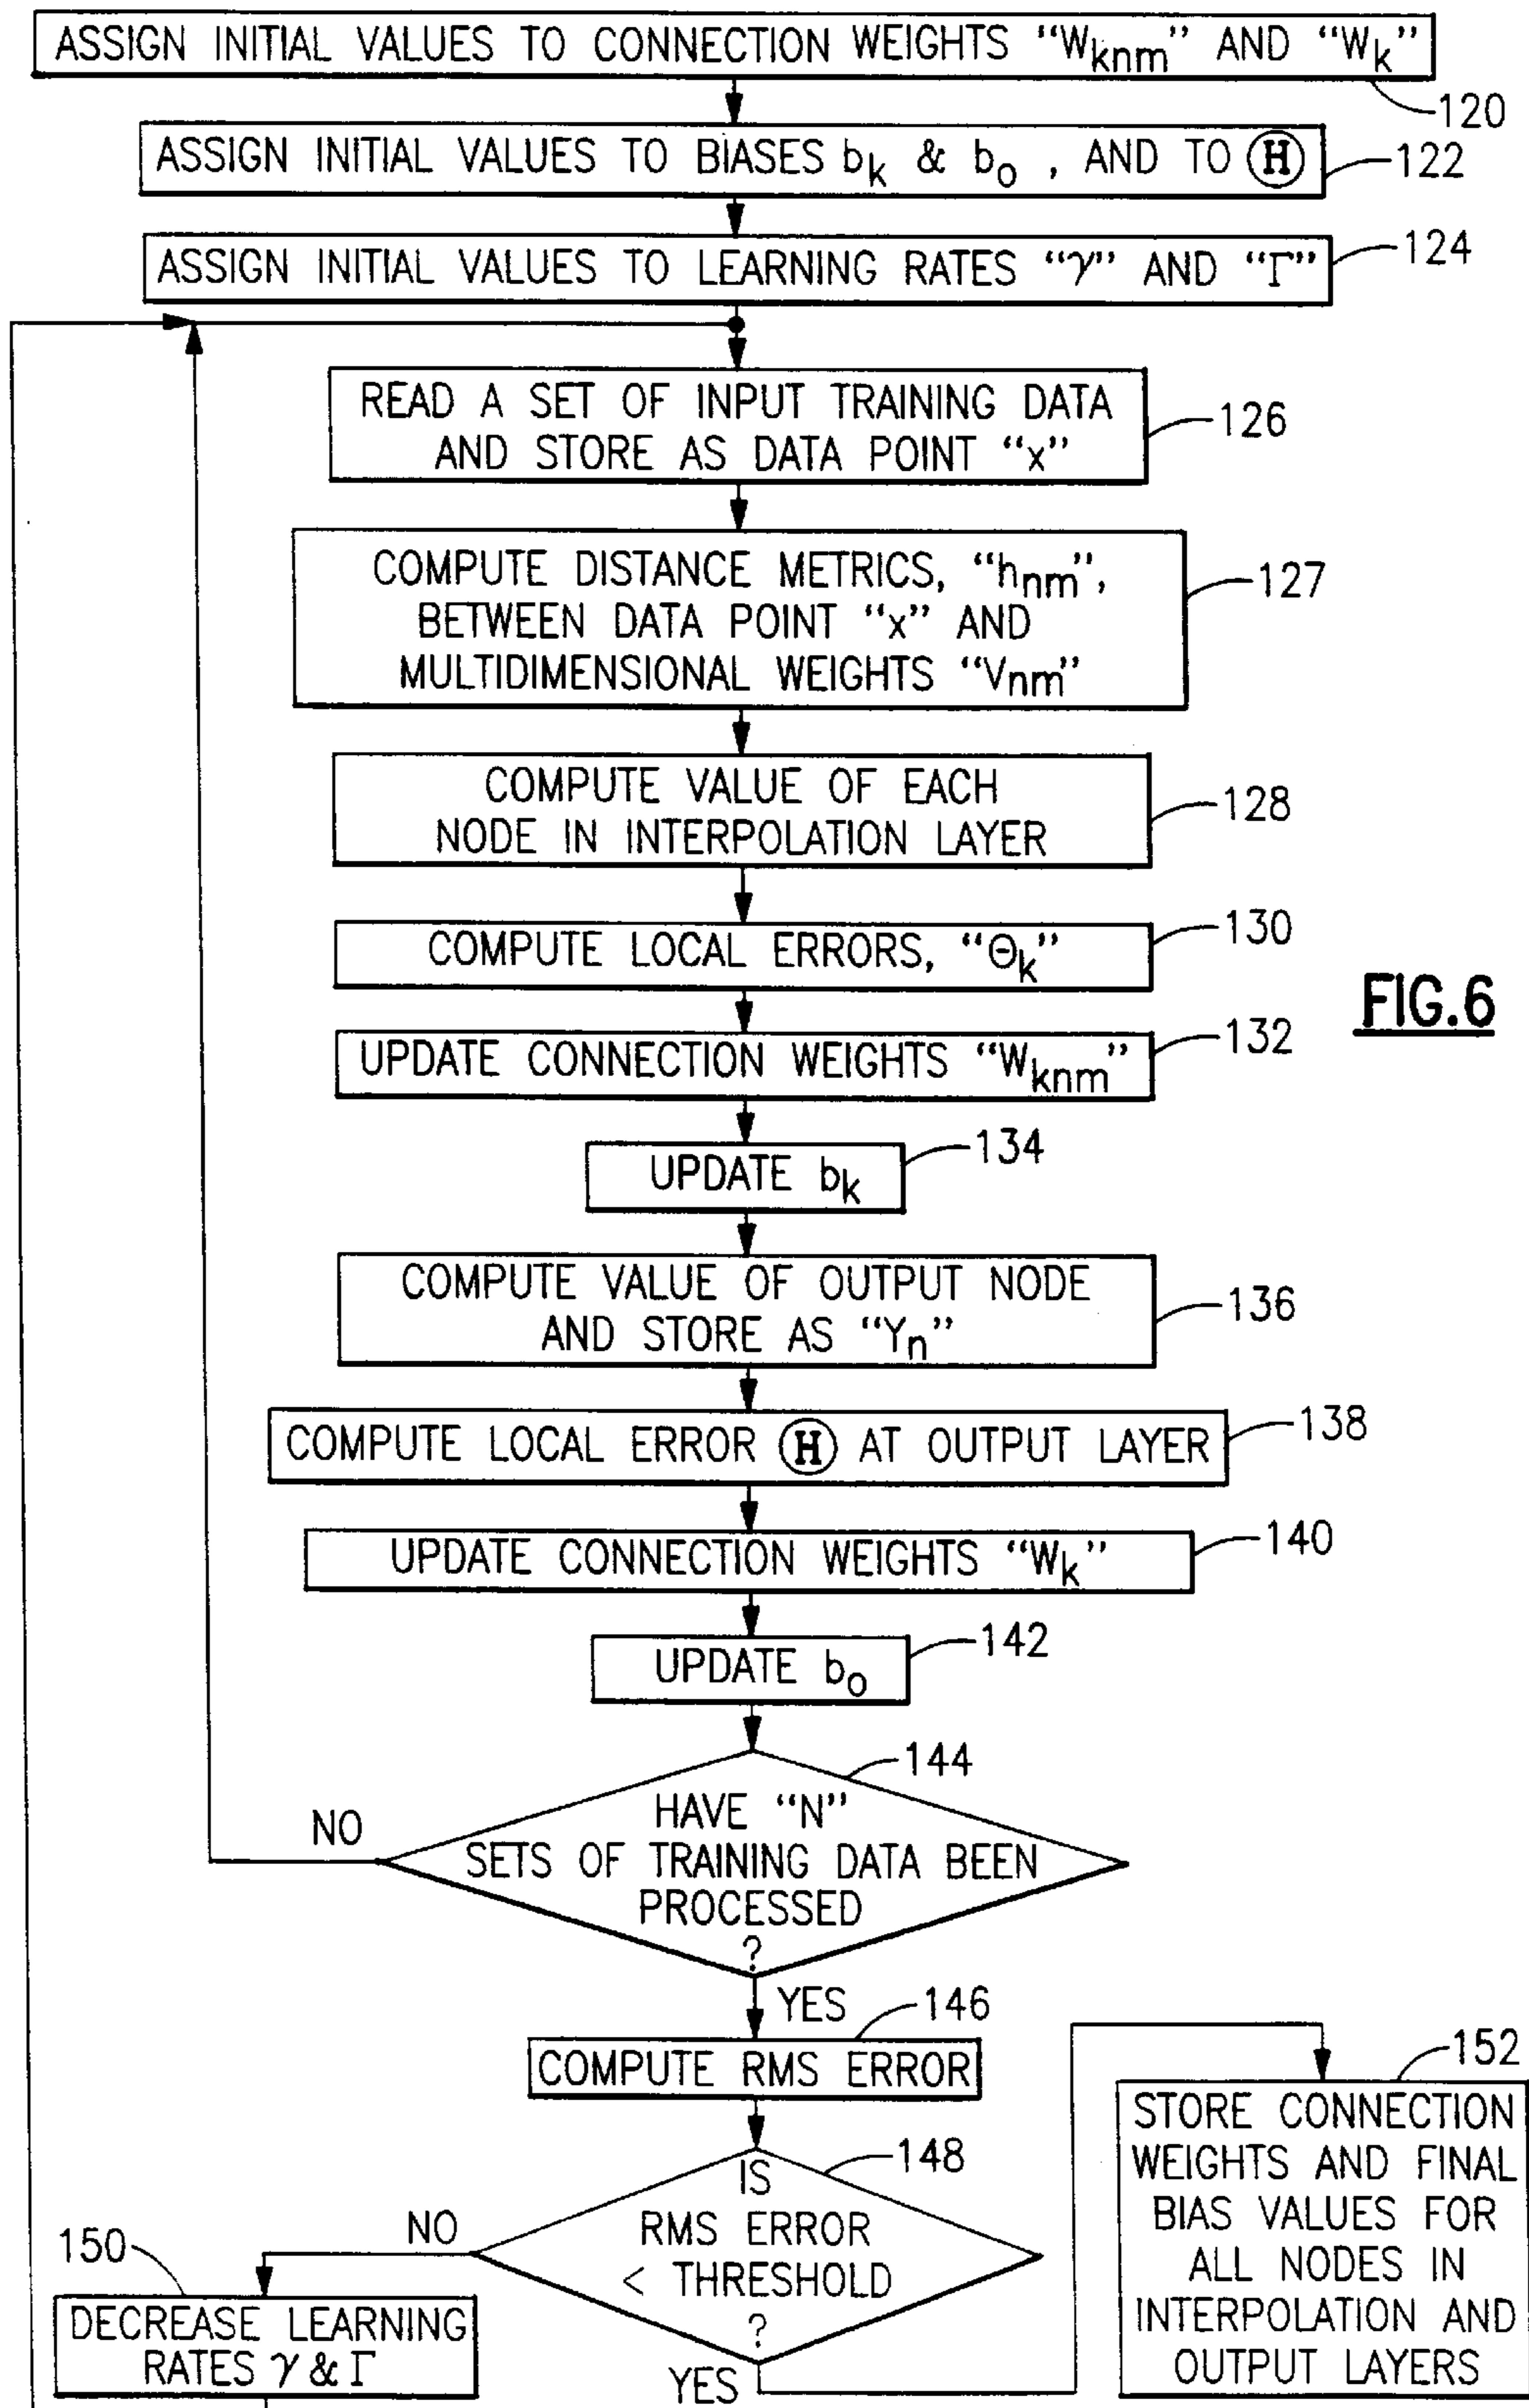 ASSIGN INITIAL VALUES TO CONNECTION WEIGHTS “Wknm” AND “Wk”
120
ASSIGN INITIAL VALUES TO BIASES bk & bo , AND TO Ⓗ
122
ASSIGN INITIAL VALUES TO LEARNING RATES “γ” AND “Γ”
124
READ A SET OF INPUT TRAINING DATA
AND STORE AS DATA POINT “x”
126
COMPUTE DISTANCE METRICS, “hnm”,
BETWEEN DATA POINT “x” AND
MULTIDIMENSIONAL WEIGHTS “Vnm”
127
COMPUTE VALUE OF EACH
NODE IN INTERPOLATION LAYER
128
COMPUTE LOCAL ERRORS, “Θk”
130
FIG.6
UPDATE CONNECTION WEIGHTS “Wknm”
132
UPDATE bk
134
COMPUTE VALUE OF OUTPUT NODE
AND STORE AS “Yn”
136
COMPUTE LOCAL ERROR Ⓗ AT OUTPUT LAYER
138
UPDATE CONNECTION WEIGHTS “Wk”
140
UPDATE bo
142
144
HAVE “N”
SETS OF TRAINING DATA BEEN
PROCESSED
?
NO
YES
146
COMPUTE RMS ERROR
148
IS
RMS ERROR
< THRESHOLD
?
NO
YES
150
DECREASE LEARNING
RATES γ & Γ
152
STORE CONNECTION
WEIGHTS AND FINAL
BIAS VALUES FOR
ALL NODES IN
INTERPOLATION AND
OUTPUT LAYERS